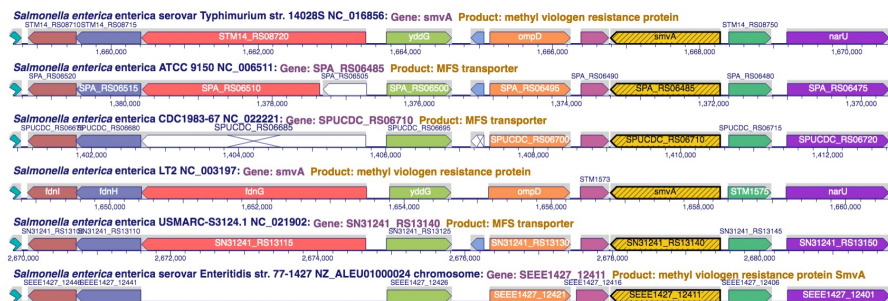 Salmonella enterica enterica serovar Typhimurium str. 14028S NC_016856: Gene: smvA Product: methyl viologen resistance protein
STM14_RS08710 STM14_RS08715 STM14_RS08750
STM14_RS08720 yddG ompD smvA narU
1,660,000 1,662,000 1,664,000 1,666,000 1,668,000 1,670,000
Salmonella enterica enterica ATCC 9150 NC_006511: Gene: SPA_RS06485 Product: MFS transporter
SPA_RS06520 SPA_RS06505 SPA_RS06490 SPA_RS06480
SPA_RS06515 SPA_RS06510 SPA_RS06500 SPA_RS06495 SPA_RS06485 SPA_RS06475
1,380,000 1,378,000 1,376,000 1,374,000 1,372,000 1,370,000
Salmonella enterica enterica CDC1983-67 NC_022221: Gene: SPUCDC_RS06710 Product: MFS transporter
SPUCDC_RS06680 SPUCDC_RS06685 SPUCDC_RS06695 SPUCDC_RS06715
SPUCDC_RS06700 SPUCDC_RS06710 SPUCDC_RS06720
1,402,000 1,404,000 1,406,000 1,408,000 1,410,000 1,412,000
Salmonella enterica enterica LT2 NC_003197: Gene: smvA Product: methyl viologen resistance protein
STM1573
fdnI fdnH fdnG yddG ompD smvA STM1575 narU
1,650,000 1,652,000 1,654,000 1,656,000 1,658,000 1,660,000
Salmonella enterica enterica USMARC-S3124.1 NC_021902: Gene: SN31241_RS13140 Product: MFS transporter
SN31241_RS13110 SN31241_RS13125 SN31241_RS13145
SN31241_RS13115 SN31241_RS13130 SN31241_RS13140 SN31241_RS13150
2,670,000 2,672,000 2,674,000 2,676,000 2,678,000 2,680,000
Salmonella enterica enterica serovar Enteritidis str. 77-1427 NZ_ALEU01000024 chromosome: Gene: SEEE1427_12411 Product: methyl viologen resistance protein SmvA
SEEE1427_12441 SEEE1427_12426 SEEE1427_12416 SEEE1427_12406
SEEE1427_12421 SEEE1427_12411 SEEE1427_12401